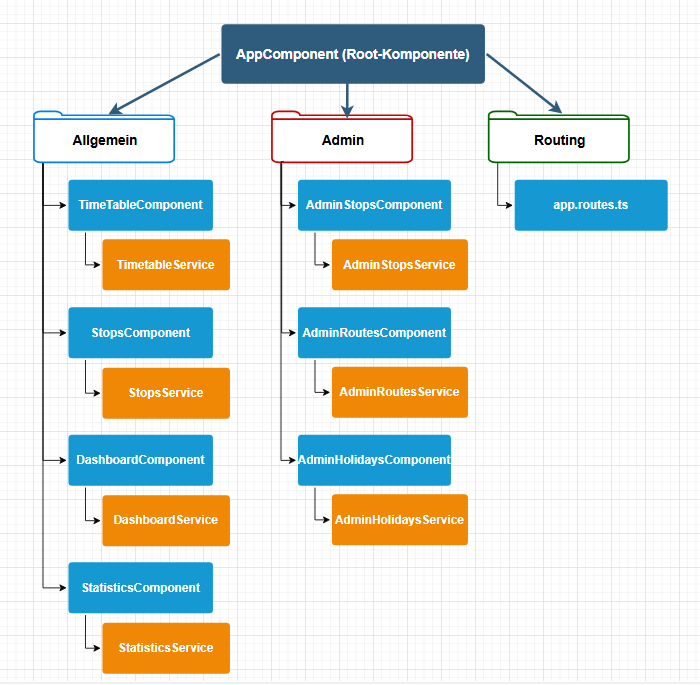 AppComponent (Root-Komponente)
Allgemein
TimeTableComponent
TimetableService
StopsComponent
StopsService
DashboardComponent
DashboardService
StatisticsComponent
StatisticsService
Admin
AdminStopsComponent
AdminStopsService
AdminRoutesComponent
AdminRoutesService
AdminHolidaysComponent
AdminHolidaysService
Routing
app.routes.ts